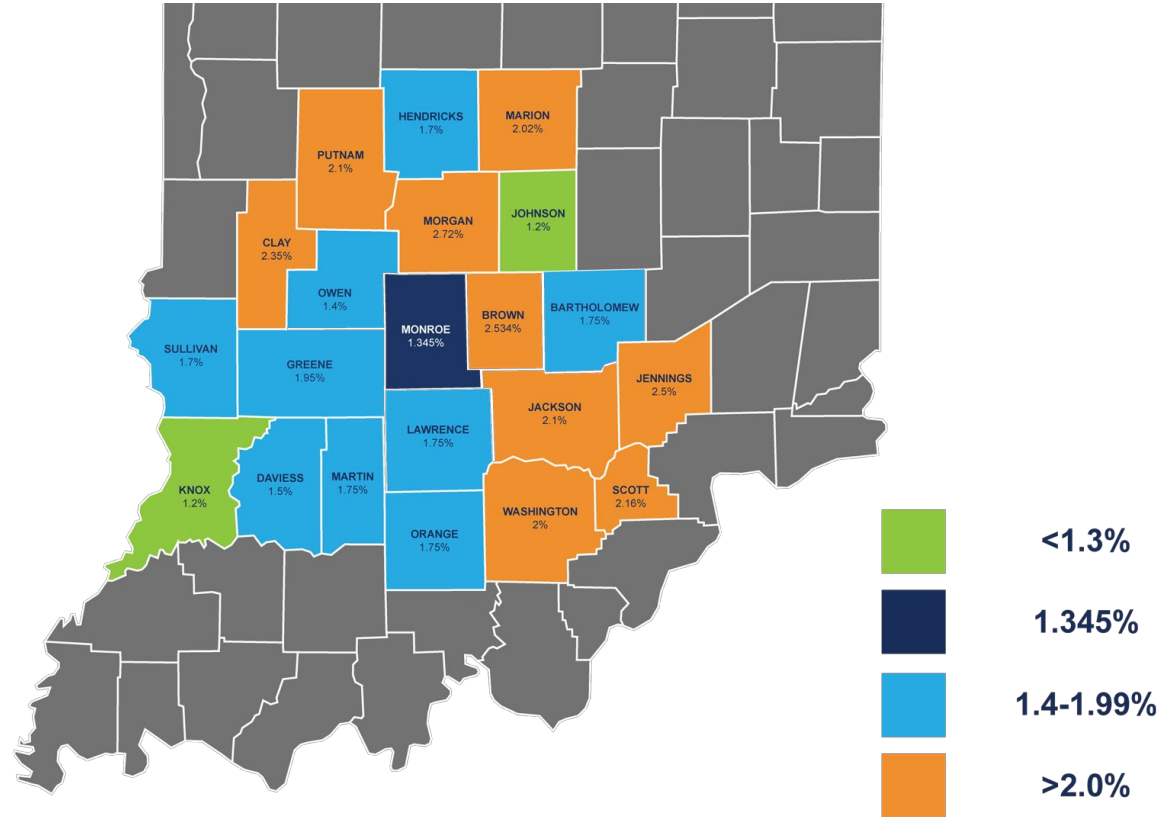 HENDRICKS
1.7%
MARION
2.02%
PUTNAM
2.1%
MORGAN
2.72%
JOHNSON
1.2%
CLAY
2.35%
OWEN
1.4%
MONROE
1.345%
BROWN
2.534%
BARTHOLOMEW
1.75%
SULLIVAN
1.7%
GREENE
1.95%
JENNINGS
2.5%
JACKSON
2.1%
LAWRENCE
1.75%
KNOX
1.2%
DAVIESS
1.5%
MARTIN
1.75%
SCOTT
2.16%
WASHINGTON
2%
ORANGE
1.75%
<1.3%
1.345%
1.4-1.99%
>2.0%